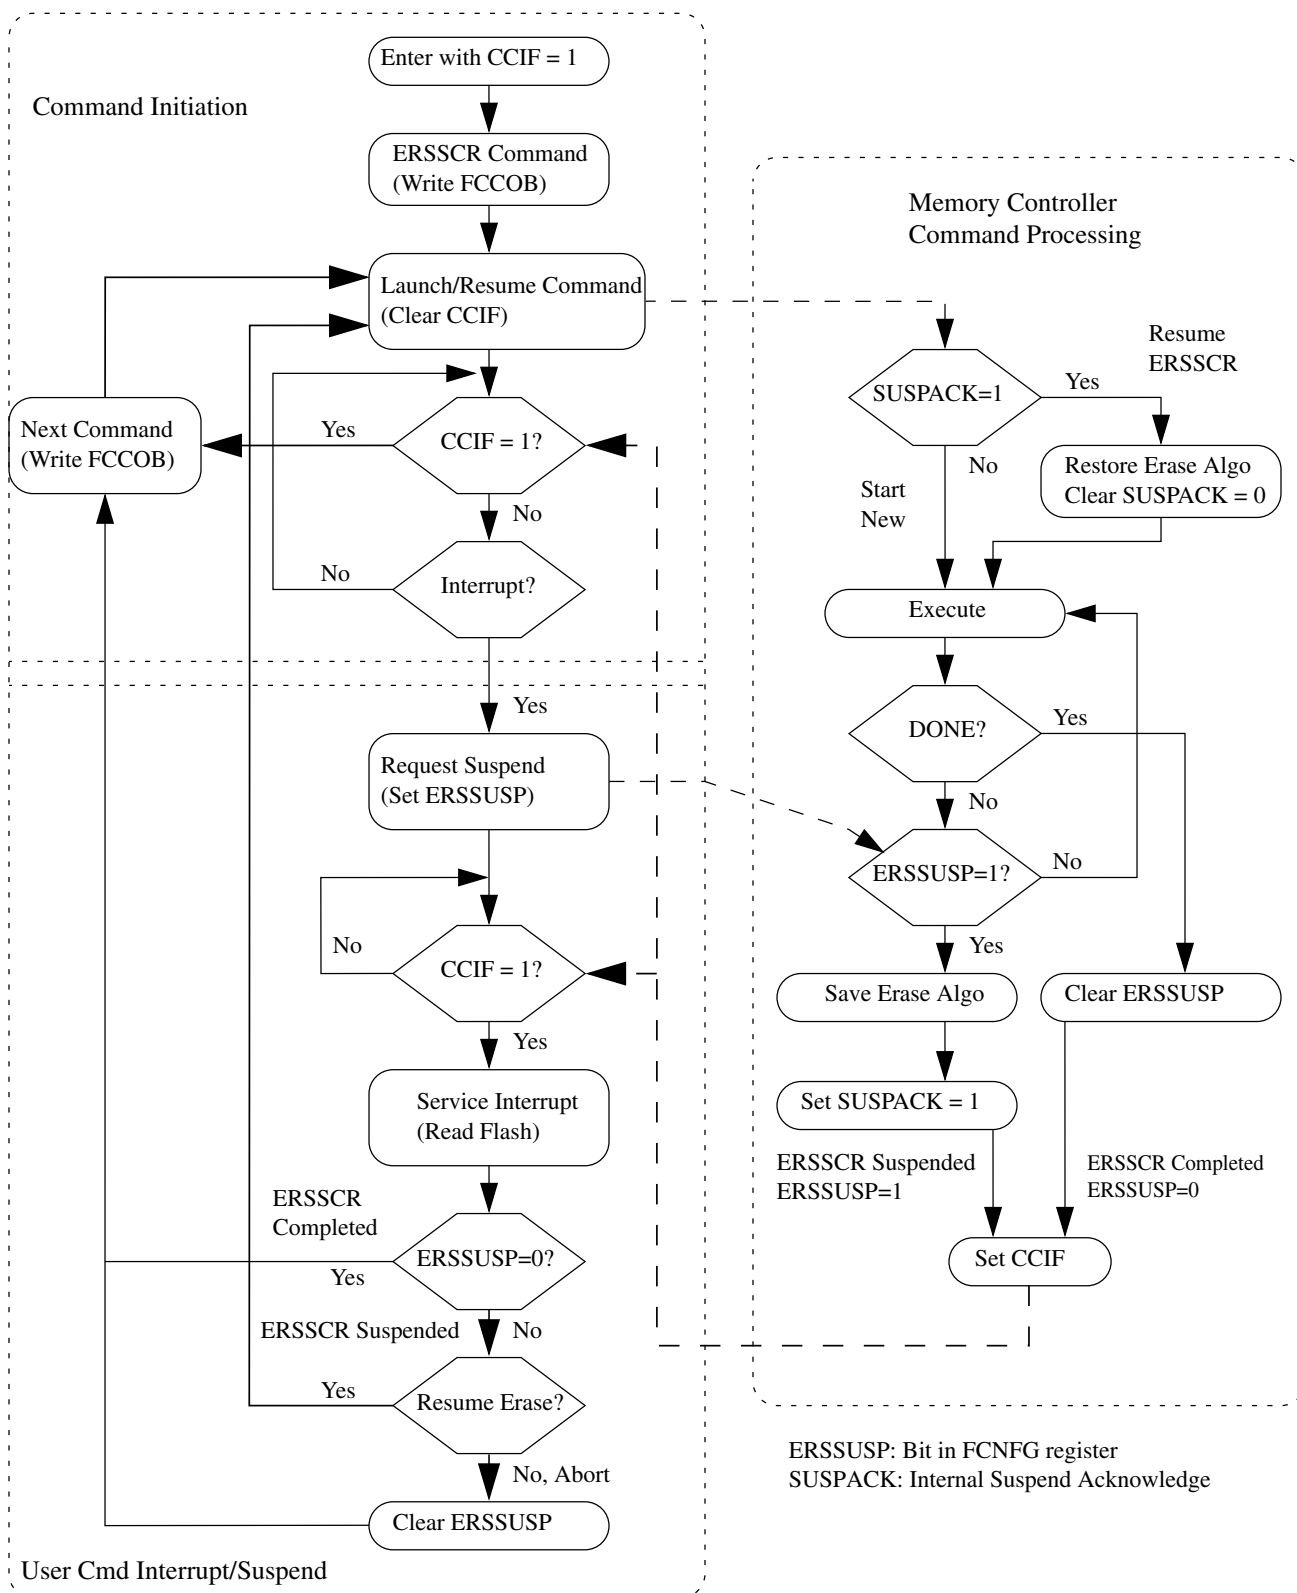 Enter with CCIF = 1
Command Initiation
ERSSCR Command
(Write FCCOB)
Memory Controller
Command Processing
Launch/Resume Command
(Clear CCIF)
Resume
ERSSCR
SUSPACK=1
Yes
Next Command
(Write FCCOB)
Yes
CCIF = 1?
No
Restore Erase Algo
Clear SUSPACK = 0
Start
New
No
No
Interrupt?
Execute
Yes
DONE?
Yes
Request Suspend
(Set ERSSUSP)
No
ERSSUSP=1?
No
No
CCIF = 1?
Yes
Save Erase Algo
Clear ERSSUSP
Yes
Service Interrupt
(Read Flash)
Set SUSPACK = 1
ERSSCR Suspended
ERSSUSP=1
ERSSCR Completed
ERSSUSP=0
ERSSCR
Completed
ERSSUSP=0?
Yes
Set CCIF
ERSSCR Suspended
No
Yes
Resume Erase?
No, Abort
ERSSUSP: Bit in FCNFG register
SUSPACK: Internal Suspend Acknowledge
Clear ERSSUSP
User Cmd Interrupt/Suspend